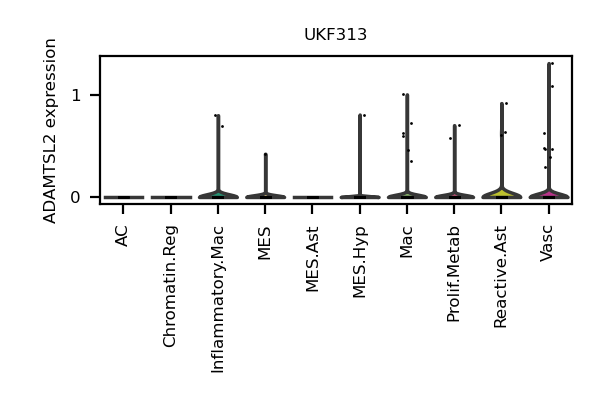 UKF313
ADAMTSL2 expression
1
0
AC
Chromatin.Reg
Inflammatory.Mac
MES
MES.Ast
MES.Hyp
Mac
Prolif.Metab
Reactive.Ast
Vasc